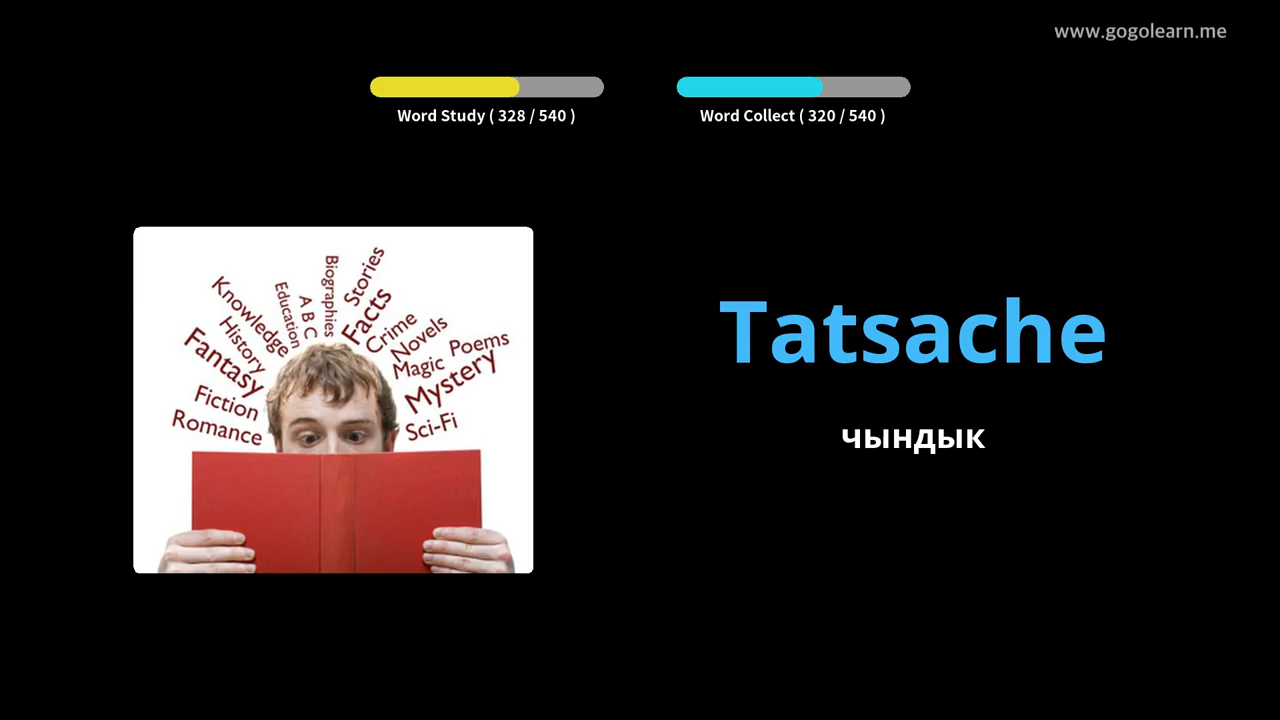 www.gogolearn.me
Word Study ( 328 / 540 )
Word Collect ( 320 / 540 )
Romance
Fiction
Fantasy
History
Knowledge
Education
A B C
Biographies
Stories
Facts
Crime
Novels
Magic
Poems
Mystery
Sci-Fi
Tatsache
чындык